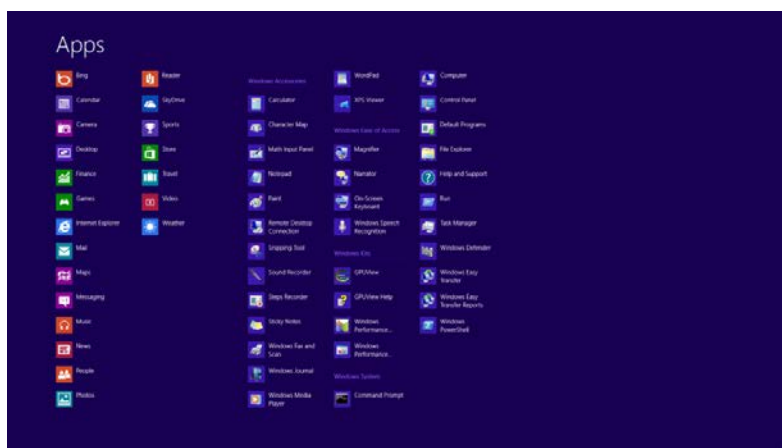 Apps
Bing
Calendar
Camera
Desktop
Finance
Games
Internet Explorer
Mail
Maps
Messaging
Music
News
People
Photos
Reader
SkyDrive
Sports
Store
Travel
Video
Weather
Windows Accessories
Calculator
Character Map
Math Input Panel
Notepad
Paint
Remote Desktop
Connection
Snipping Tool
Sound Recorder
Steps Recorder
Sticky Notes
Windows Fax and
Scan
Windows Journal
Windows Media
Player
WordPad
XPS Viewer
Windows Ease of Access
Magnifier
Narrator
On-Screen
Keyboard
Windows Speech
Recognition
Windows Kits
GPUView
GPUView Help
Windows
Performance...
Windows
Performance...
Windows System
Command Prompt
Computer
Control Panel
Default Programs
File Explorer
Help and Support
Run
Task Manager
Windows Defender
Windows Easy
Transfer
Windows Easy
Transfer Reports
Windows
PowerShell